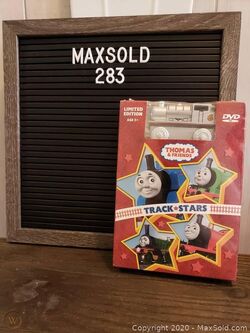 MAXSOLD
283
LIMITED
EDITION
DVD
THOMAS
& FRIENDS
TRACK STARS
Copyright © 2020 - MaxSold.com